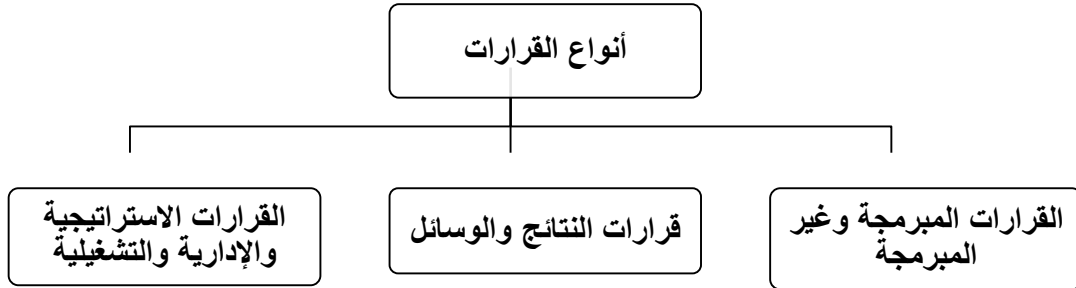 أنواع القرارات
القرارات المبرمجة وغير
المبرمجة
قرارات النتائج والوسائل
القرارات الاستراتيجية
والإدارية والتشغيلية